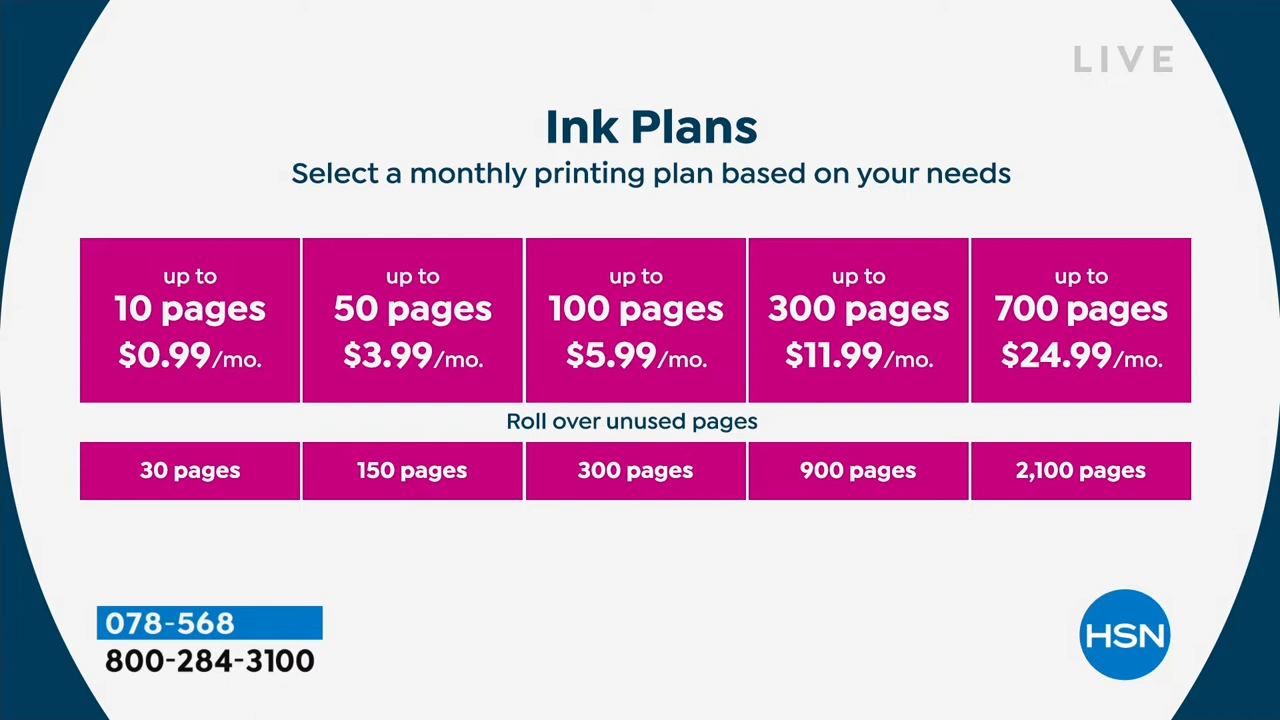 LIVE
Ink Plans
Select a monthly printing plan based on your needs
up to
10 pages
$0.99/mo.
up to
50 pages
$3.99/mo.
up to
100 pages
$5.99/mo.
up to
300 pages
$11.99/mo.
up to
700 pages
$24.99/mo.
Roll over unused pages
30 pages
150 pages
300 pages
900 pages
2,100 pages
078-568
800-284-3100
HSN